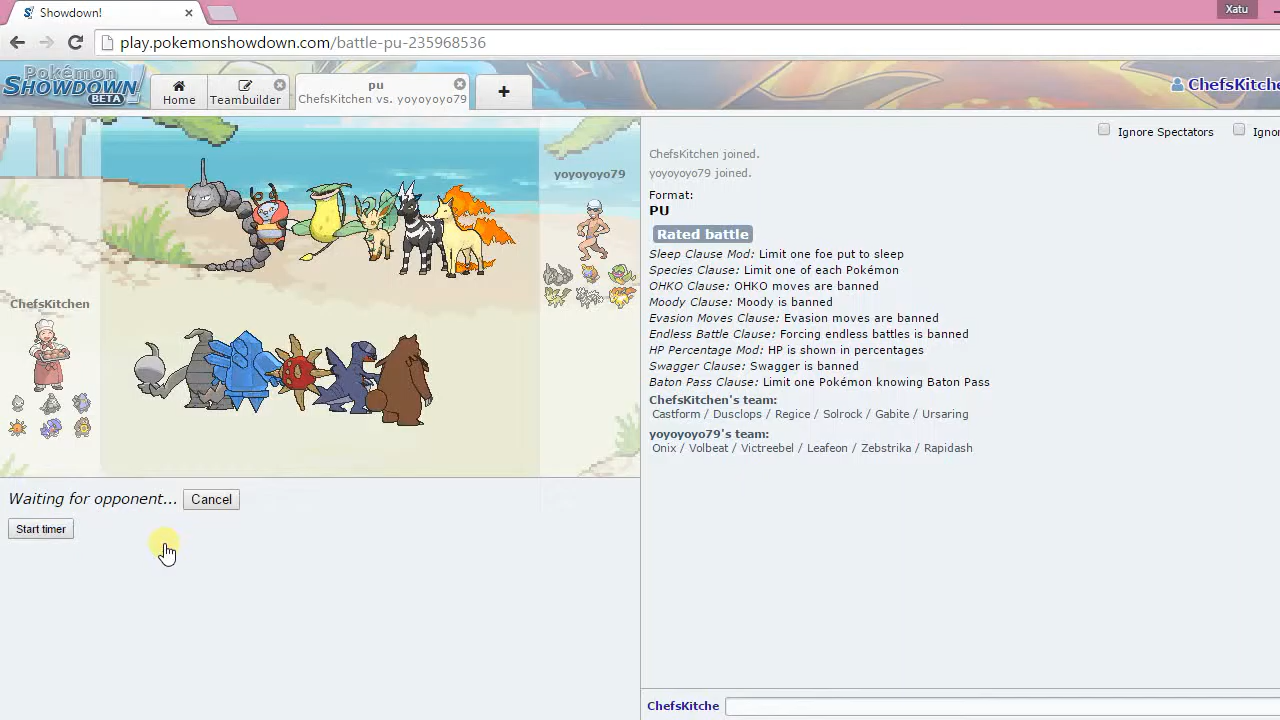 Showdown!
Xatu
play.pokemonshowdown.com/battle-pu-235968536
Pokémon
SHOWDOWN!
BETA
Home
Teambuilder
pu
ChefsKitchen vs. yoyoyoyo79
+
ChefsKitche
Ignore Spectators
Igno
yoyoyoyo79
ChefsKitchen
ChefsKitchen joined.
yoyoyoyo79 joined.
Format:
PU
Rated battle
Sleep Clause Mod: Limit one foe put to sleep
Species Clause: Limit one of each Pokémon
OHKO Clause: OHKO moves are banned
Moody Clause: Moody is banned
Evasion Moves Clause: Evasion moves are banned
Endless Battle Clause: Forcing endless battles is banned
HP Percentage Mod: HP is shown in percentages
Swagger Clause: Swagger is banned
Baton Pass Clause: Limit one Pokémon knowing Baton Pass
ChefsKitchen's team:
Castform / Dusclops / Regice / Solrock / Gabite / Ursaring
yoyoyoyo79's team:
Onix / Volbeat / Victreebel / Leafeon / Zebstrika / Rapidash
Waiting for opponent... Cancel
Start timer
ChefsKitche